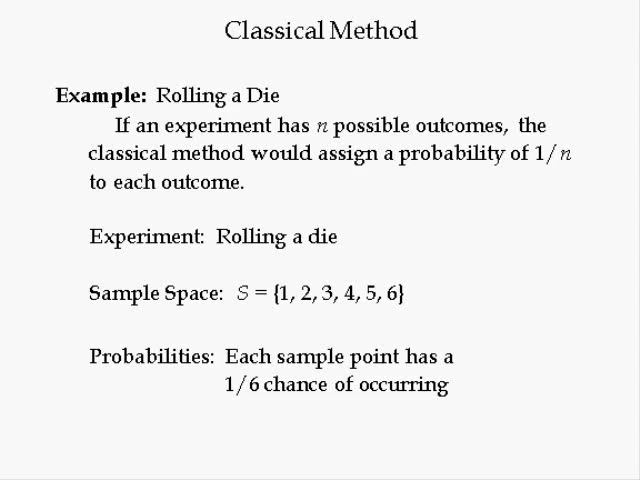 Classical Method
Example: Rolling a Die
If an experiment has n possible outcomes, the
classical method would assign a probability of 1/n
to each outcome.
Experiment: Rolling a die
Sample Space: S = {1, 2, 3, 4, 5, 6}
Probabilities: Each sample point has a
1/6 chance of occurring